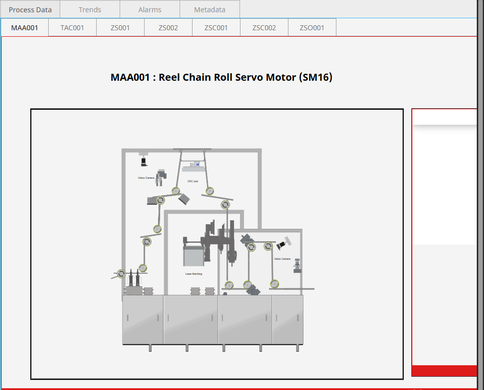 Process Data Trends Alarms Metadata
MAA001 TAC001 ZS001 ZS002 ZSC001 ZSC002 ZSO001
MAA001 : Reel Chain Roll Servo Motor (SM16)